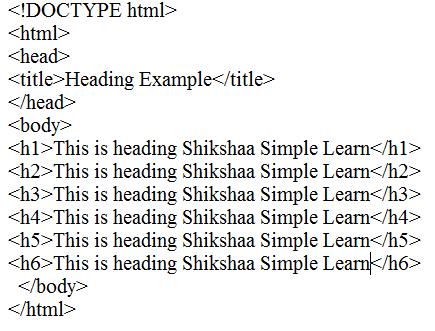 <!DOCTYPE html>
<html>
<head>
<title>Heading Example</title>
</head>
<body>
<h1>This is heading Shikshaa Simple Learn</h1>
<h2>This is heading Shikshaa Simple Learn</h2>
<h3>This is heading Shikshaa Simple Learn</h3>
<h4>This is heading Shikshaa Simple Learn</h4>
<h5>This is heading Shikshaa Simple Learn</h5>
<h6>This is heading Shikshaa Simple Learn</h6>
</body>
</html>